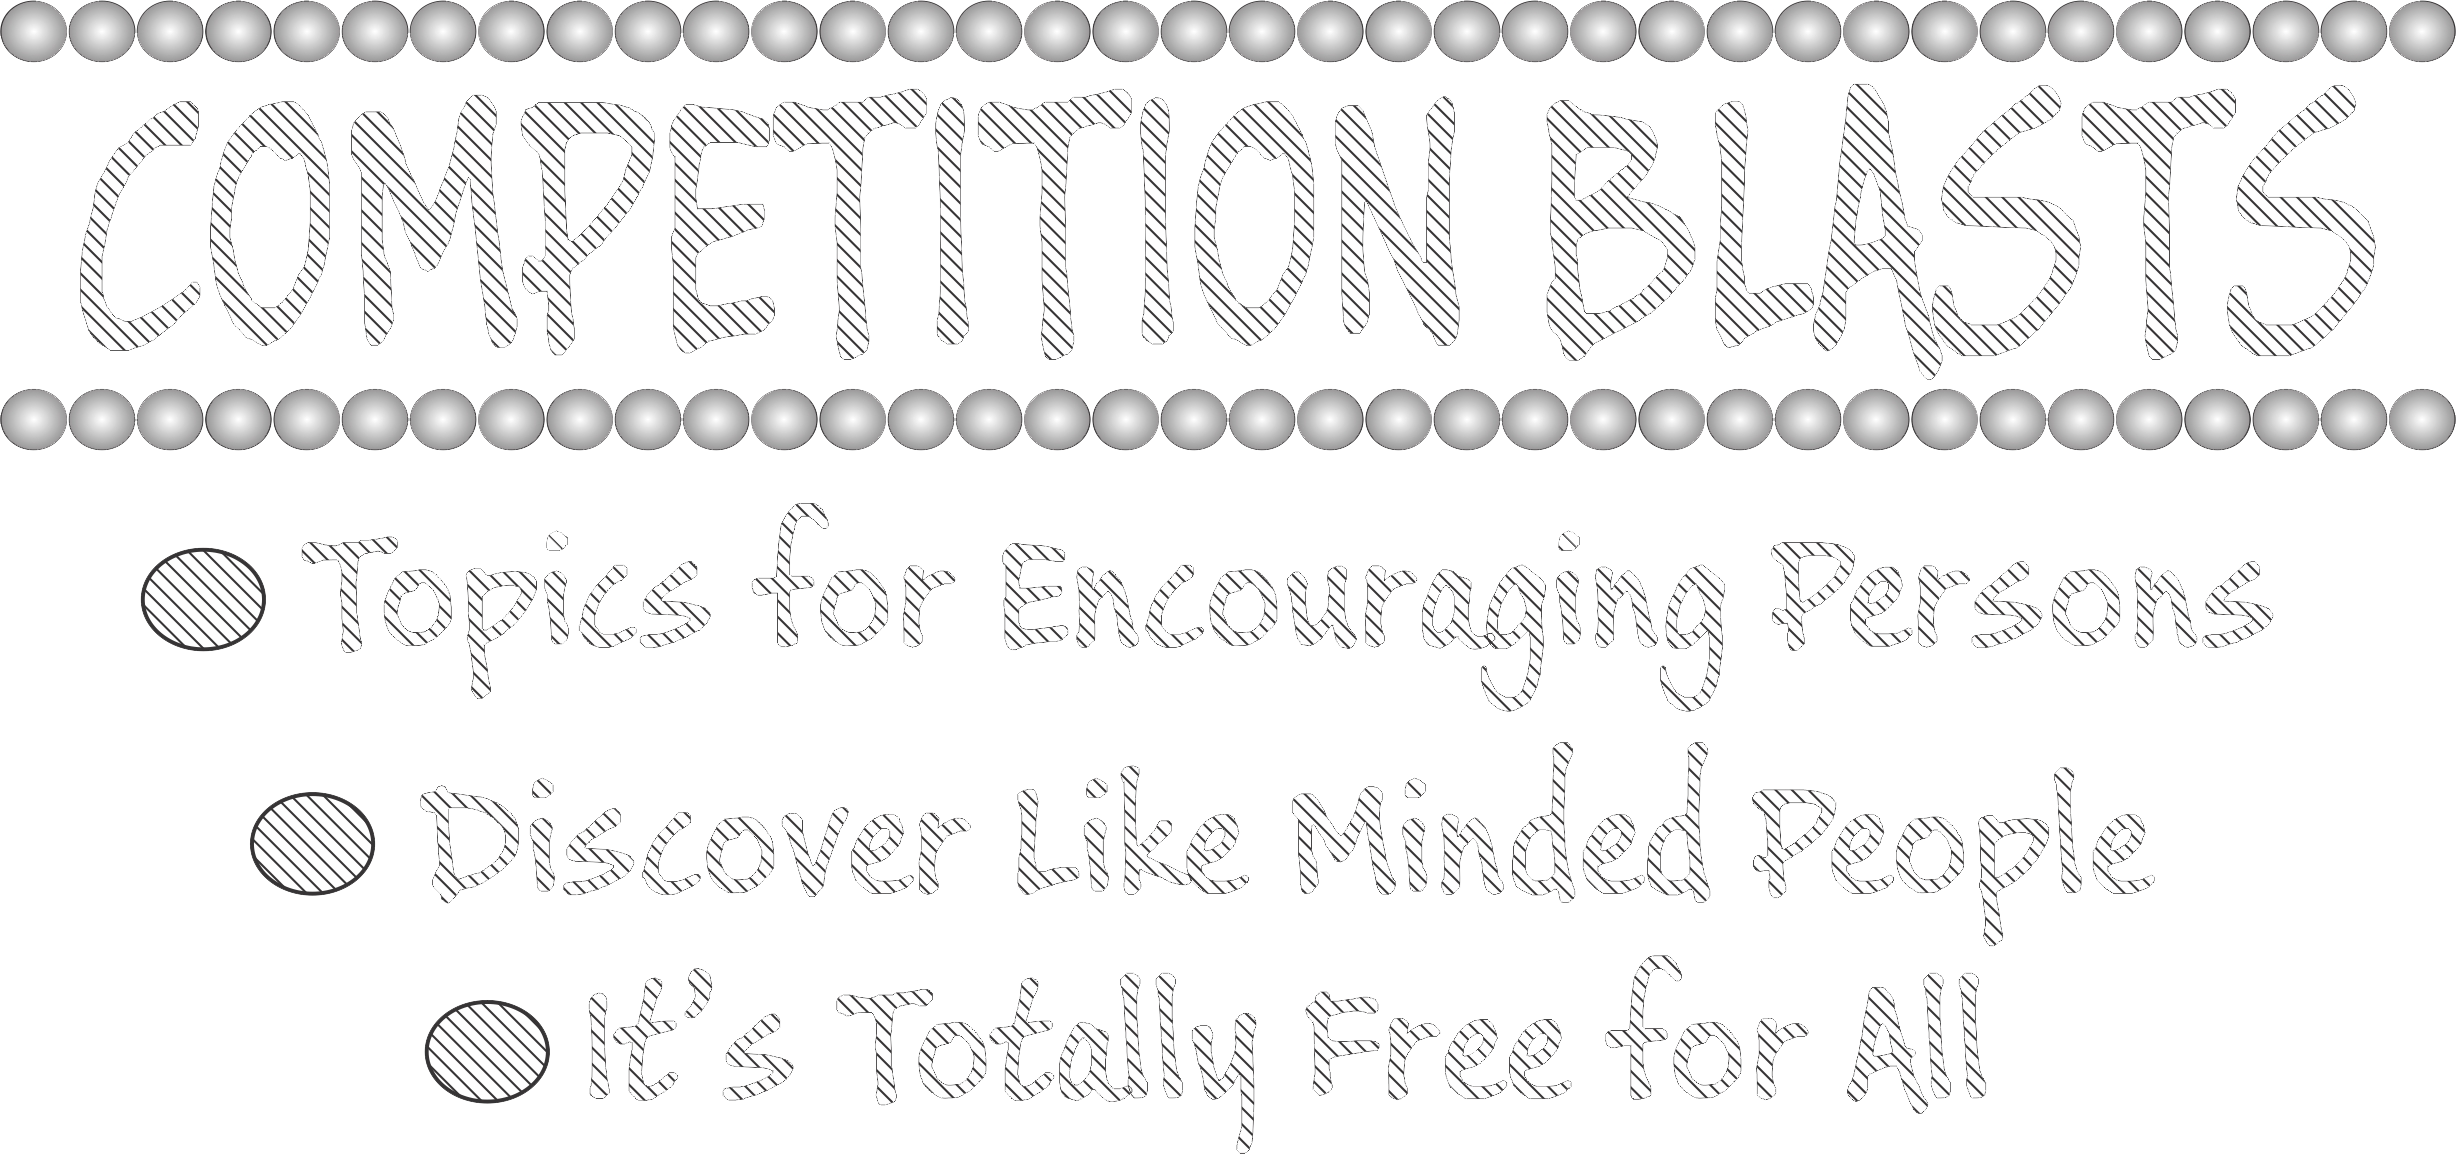 COMPETITION BLASTS
Topics for Encouraging Persons
Discover Like Minded People
It's Totally Free for All